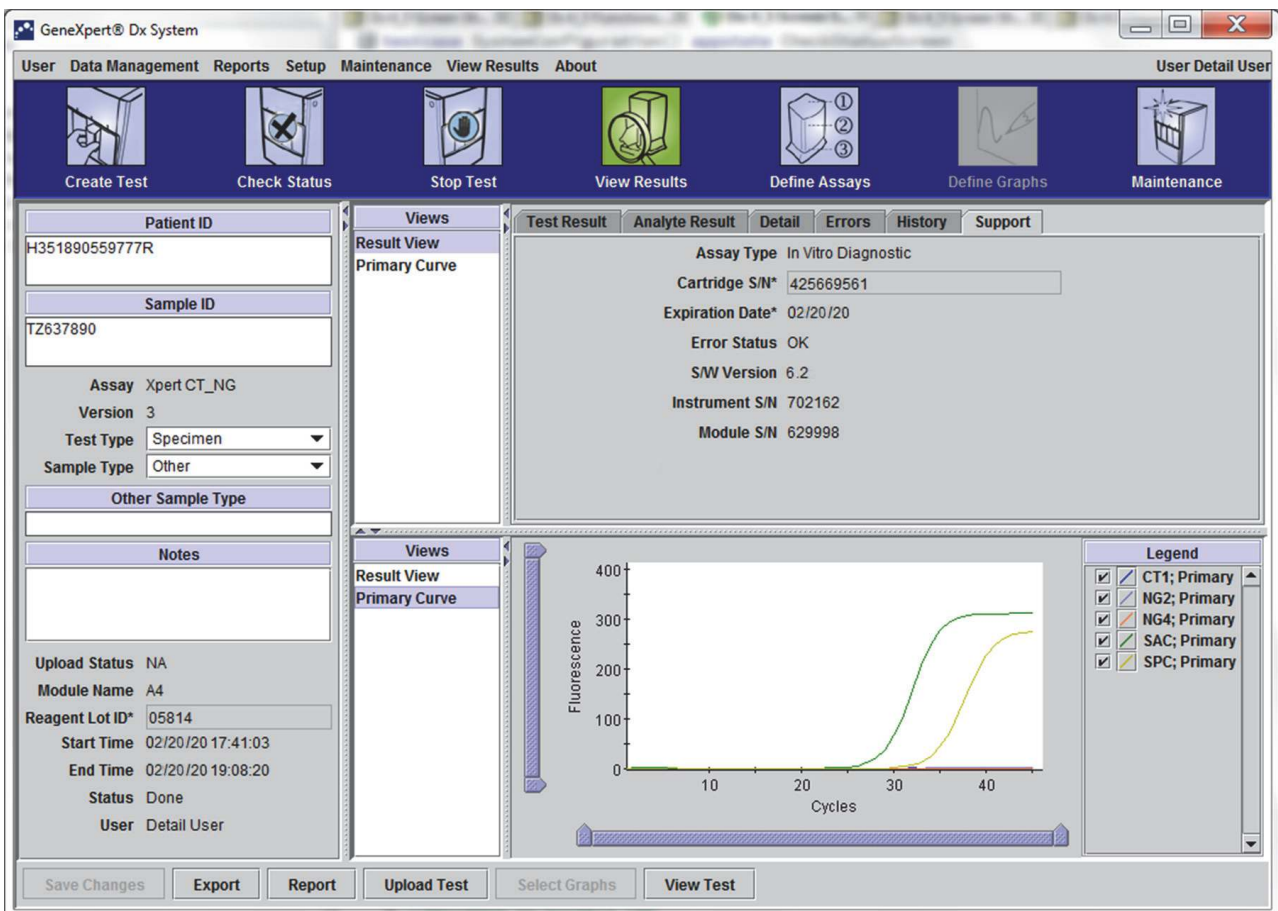 GeneXpert® Dx System
User Data Management Reports Setup Maintenance View Results About User Detail User
Create Test Check Status Stop Test View Results Define Assays Define Graphs Maintenance
① ② ③
Patient ID
H351890559777R
Sample ID
TZ637890
Assay Xpert CT_NG
Version 3
Test Type Specimen
Sample Type Other
Other Sample Type
Notes
Upload Status NA
Module Name A4
Reagent Lot ID* 05814
Start Time 02/20/20 17:41:03
End Time 02/20/20 19:08:20
Status Done
User Detail User
Views
Result View
Primary Curve
Test Result Analyte Result Detail Errors History Support
Assay Type In Vitro Diagnostic
Cartridge S/N* 425669561
Expiration Date* 02/20/20
Error Status OK
S/W Version 6.2
Instrument S/N 702162
Module S/N 629998
Views
Result View
Primary Curve
400
300
200
100
0
Fluorescence
10 20 30 40
Cycles
Legend
CT1; Primary
NG2; Primary
NG4; Primary
SAC; Primary
SPC; Primary
Save Changes Export Report Upload Test Select Graphs View Test